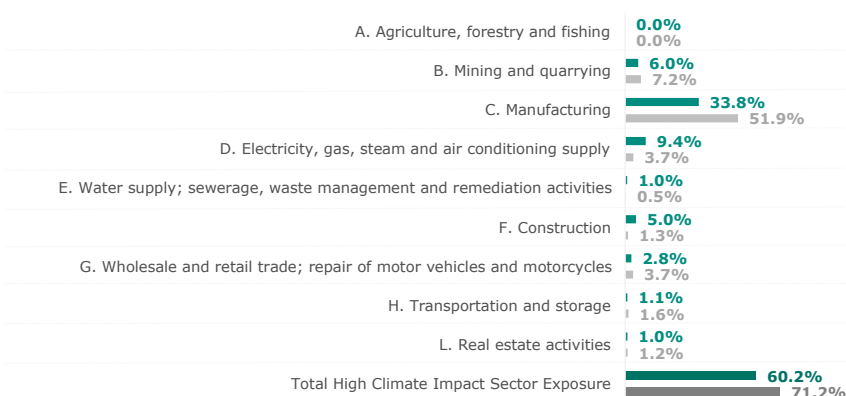 A. Agriculture, forestry and fishing
0.0%
0.0%
B. Mining and quarrying
6.0%
7.2%
C. Manufacturing
33.8%
51.9%
D. Electricity, gas, steam and air conditioning supply
9.4%
3.7%
E. Water supply; sewerage, waste management and remediation activities
1.0%
0.5%
F. Construction
5.0%
1.3%
G. Wholesale and retail trade; repair of motor vehicles and motorcycles
2.8%
3.7%
H. Transportation and storage
1.1%
1.6%
L. Real estate activities
1.0%
1.2%
Total High Climate Impact Sector Exposure
60.2%
71.2%